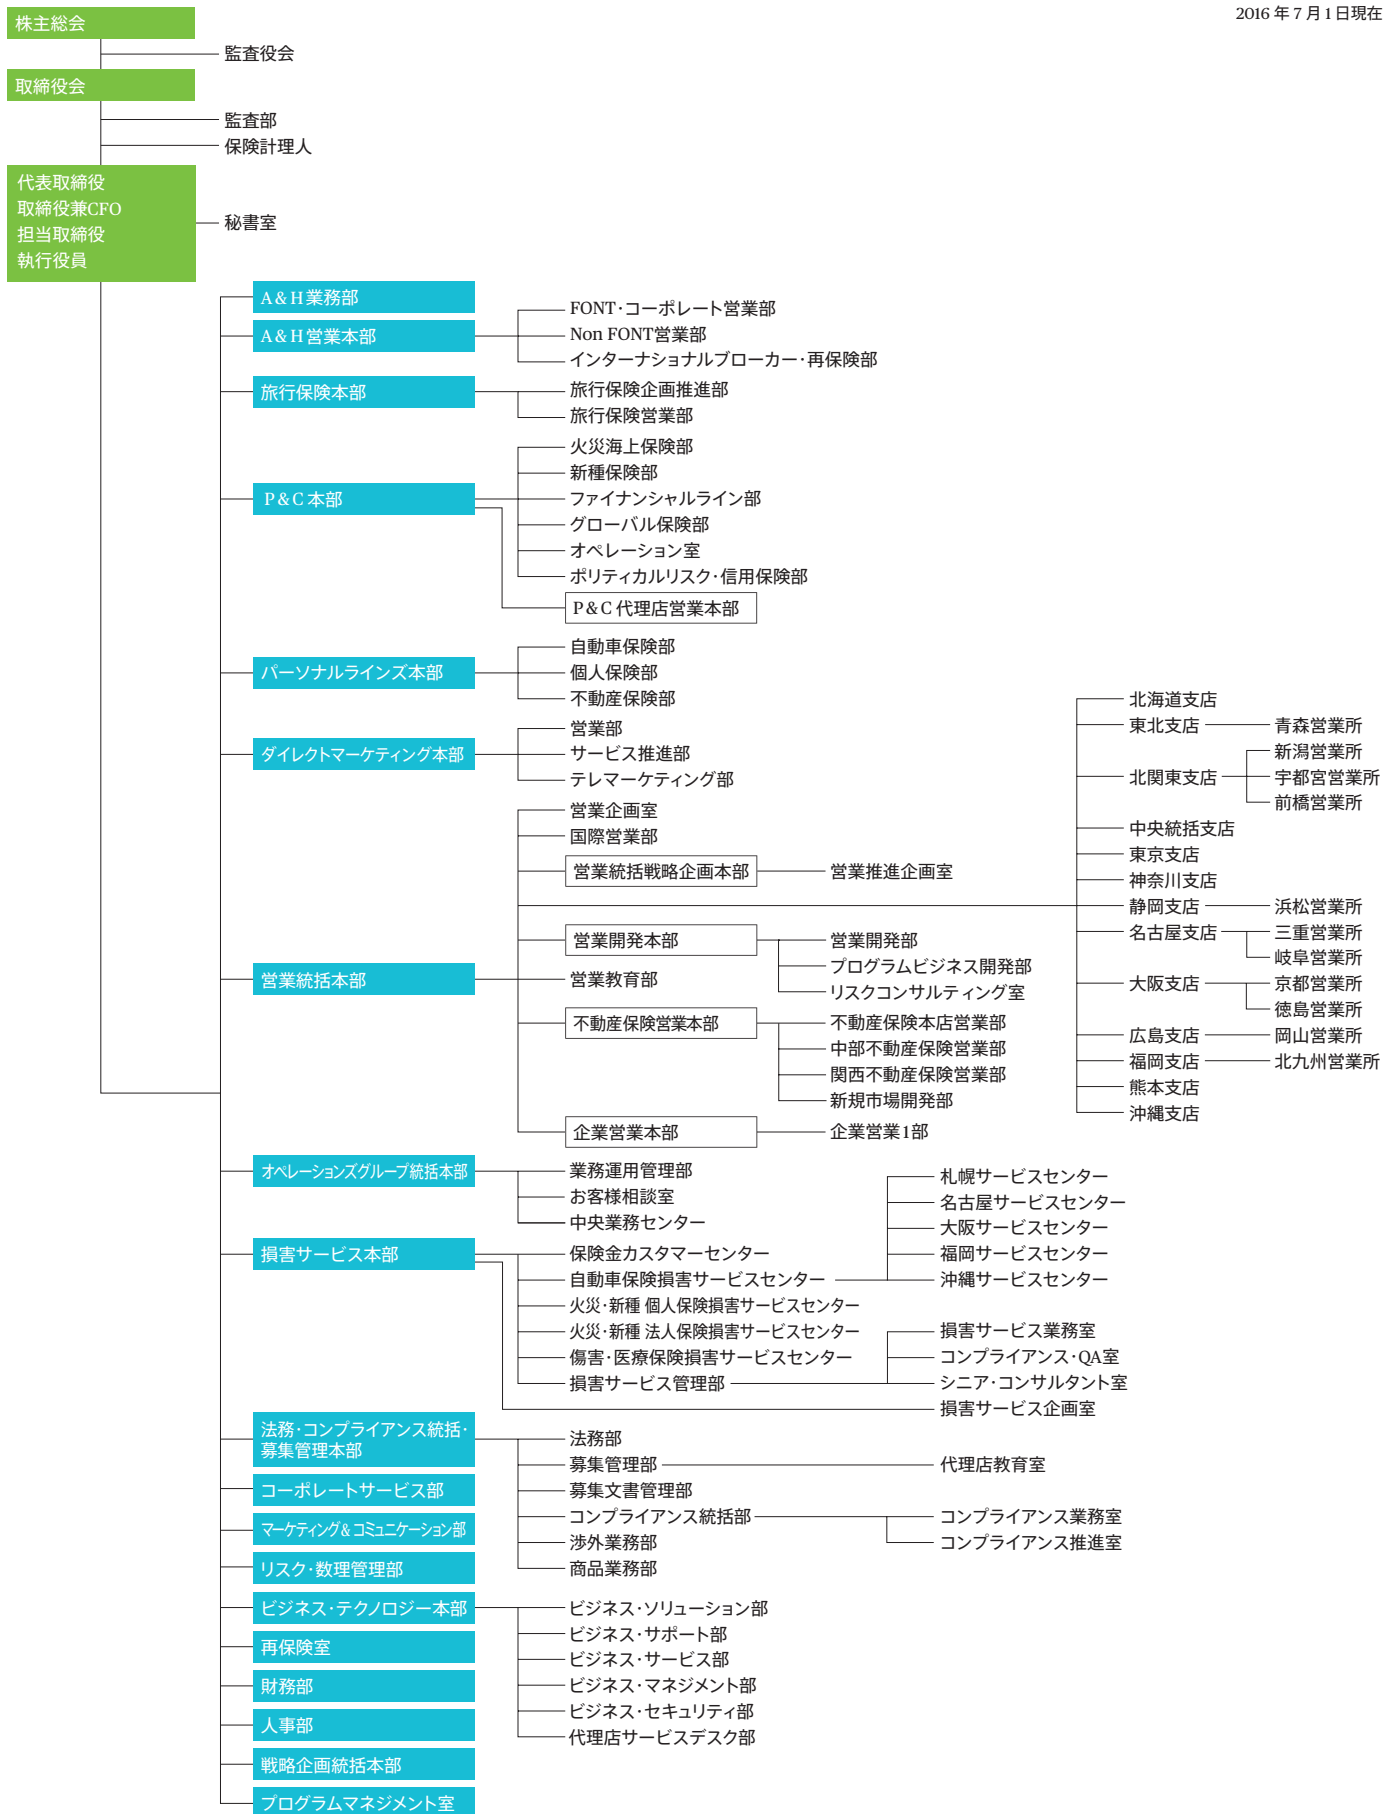 2016年7月1日現在
株主総会
監査役会
取締役会
監査部
保険計理人
代表取締役
取締役兼CFO
担当取締役
執行役員
秘書室
A&H業務部
A&H営業本部
FONT・コーポレート営業部
Non FONT営業部
インターナショナルブローカー・再保険部
旅行保険本部
旅行保険企画推進部
旅行保険営業部
P&C本部
火災海上保険部
新種保険部
ファイナンシャルライン部
グローバル保険部
オペレーション室
ポリティカルリスク・信用保険部
P&C代理店営業本部
パーソナルラインズ本部
自動車保険部
個人保険部
不動産保険部
ダイレクトマーケティング本部
営業部
サービス推進部
テレマーケティング部
営業統括本部
営業企画室
国際営業部
営業統括戦略企画本部
営業推進企画室
北海道支店
東北支店
青森営業所
北関東支店
新潟営業所
宇都宮営業所
前橋営業所
中央統括支店
東京支店
神奈川支店
静岡支店
浜松営業所
名古屋支店
三重営業所
岐阜営業所
大阪支店
京都営業所
徳島営業所
広島支店
岡山営業所
福岡支店
北九州営業所
熊本支店
沖縄支店
営業開発本部
営業開発部
プログラムビジネス開発部
リスクコンサルティング室
営業教育部
不動産保険営業本部
不動産保険本店営業部
中部不動産保険営業部
関西不動産保険営業部
新規市場開発部
企業営業本部
企業営業1部
オペレーションズグループ統括本部
業務運用管理部
お客様相談室
中央業務センター
損害サービス本部
保険金カスタマーセンター
自動車保険損害サービスセンター
札幌サービスセンター
名古屋サービスセンター
大阪サービスセンター
福岡サービスセンター
沖縄サービスセンター
火災・新種 個人保険損害サービスセンター
火災・新種 法人保険損害サービスセンター
傷害・医療保険損害サービスセンター
損害サービス管理部
損害サービス業務室
コンプライアンス・QA室
シニア・コンサルタント室
損害サービス企画室
法務・コンプライアンス統括・
募集管理本部
法務部
募集管理部
代理店教育室
募集文書管理部
コンプライアンス統括部
コンプライアンス業務室
コンプライアンス推進室
渉外業務部
商品業務部
コーポレートサービス部
マーケティング&コミュニケーション部
リスク・数理管理部
ビジネス・テクノロジー本部
ビジネス・ソリューション部
ビジネス・サポート部
ビジネス・サービス部
ビジネス・マネジメント部
ビジネス・セキュリティ部
代理店サービスデスク部
再保険室
財務部
人事部
戦略企画統括本部
プログラムマネジメント室